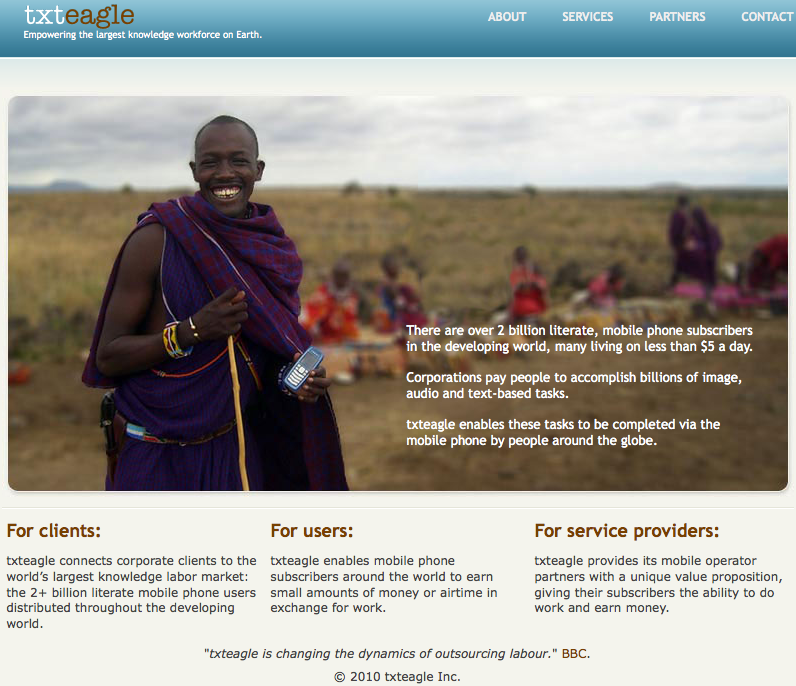 txteagle
Empowering the largest knowledge workforce on Earth.
ABOUT SERVICES PARTNERS CONTACT
There are over 2 billion literate, mobile phone subscribers
in the developing world, many living on less than $5 a day.
Corporations pay people to accomplish billions of image,
audio and text-based tasks.
txteagle enables these tasks to be completed via the
mobile phone by people around the globe.
For clients:
txteagle connects corporate clients to the
world's largest knowledge labor market:
the 2+ billion literate mobile phone users
distributed throughout the developing
world.
For users:
txteagle enables mobile phone
subscribers around the world to earn
small amounts of money or airtime in
exchange for work.
For service providers:
txteagle provides its mobile operator
partners with a unique value proposition,
giving their subscribers the ability to do
work and earn money.
"txteagle is changing the dynamics of outsourcing labour." BBC.
© 2010 txteagle Inc.